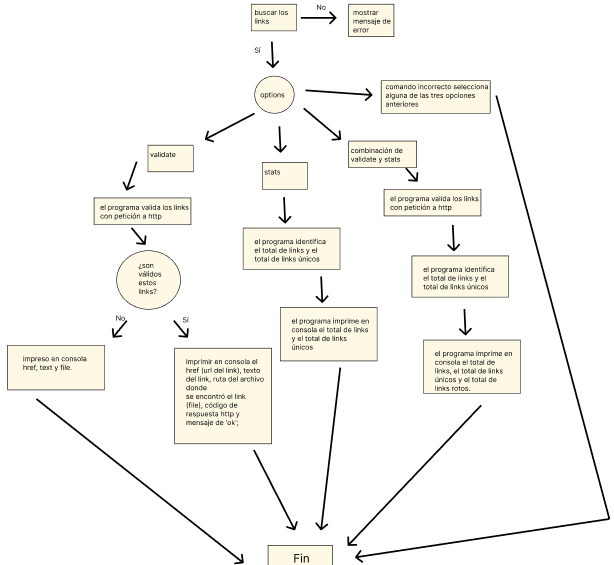 buscar los
links
No
mostrar
mensaje de
error
Sí
options
comando incorrecto selecciona
alguna de las tres opciones
anteriores
validate
stats
combinación de
validate y stats
el programa valida los links
con petición a http
el programa valida los links
con petición a http
el programa identifica
el total de links y el
total de links únicos
¿son
válidos
estos
links?
el programa identifica
el total de links y el
total de links únicos
No
Sí
el programa imprime en
consola el total de links
y el total de links
únicos
impreso en consola
href, text y file.
imprimir en consola el
href (url del link), texto
del link, ruta del archivo
donde
se encontró el link
(file), código de
respuesta http y
mensaje de 'ok';
el programa imprime en
consola el total de
links, el total de links
únicos y el total de
links rotos.
Fin